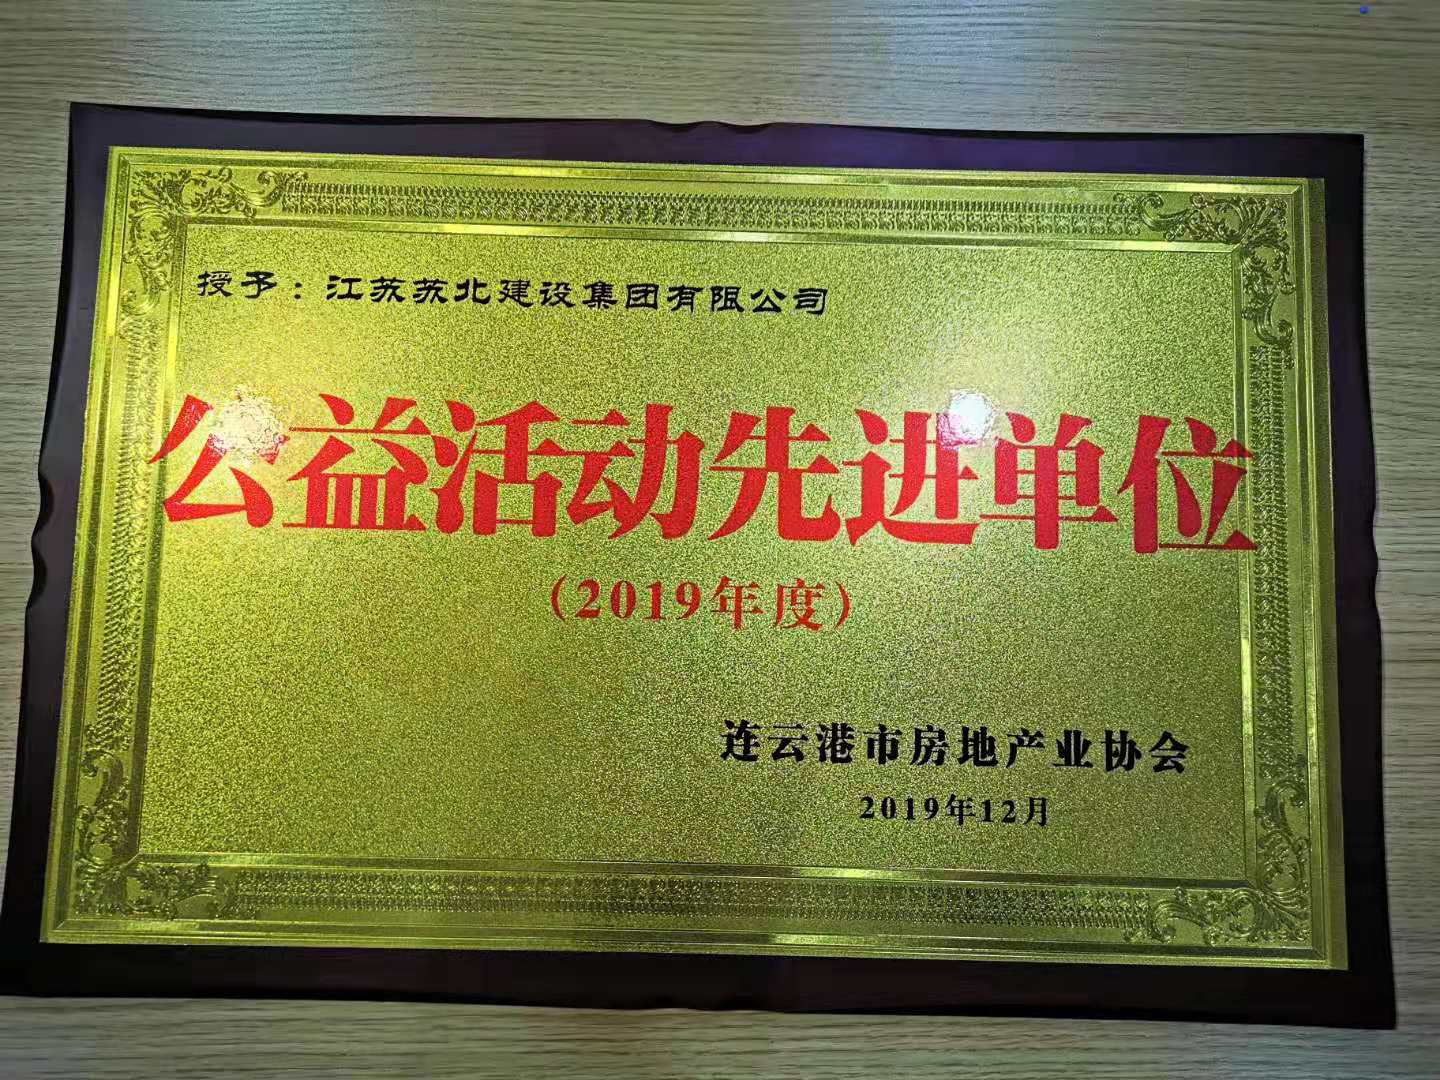 授予：江苏苏北建设集团有限公司
公益活动先进单位
（2019年度）
连云港市房地产业协会
2019年12月